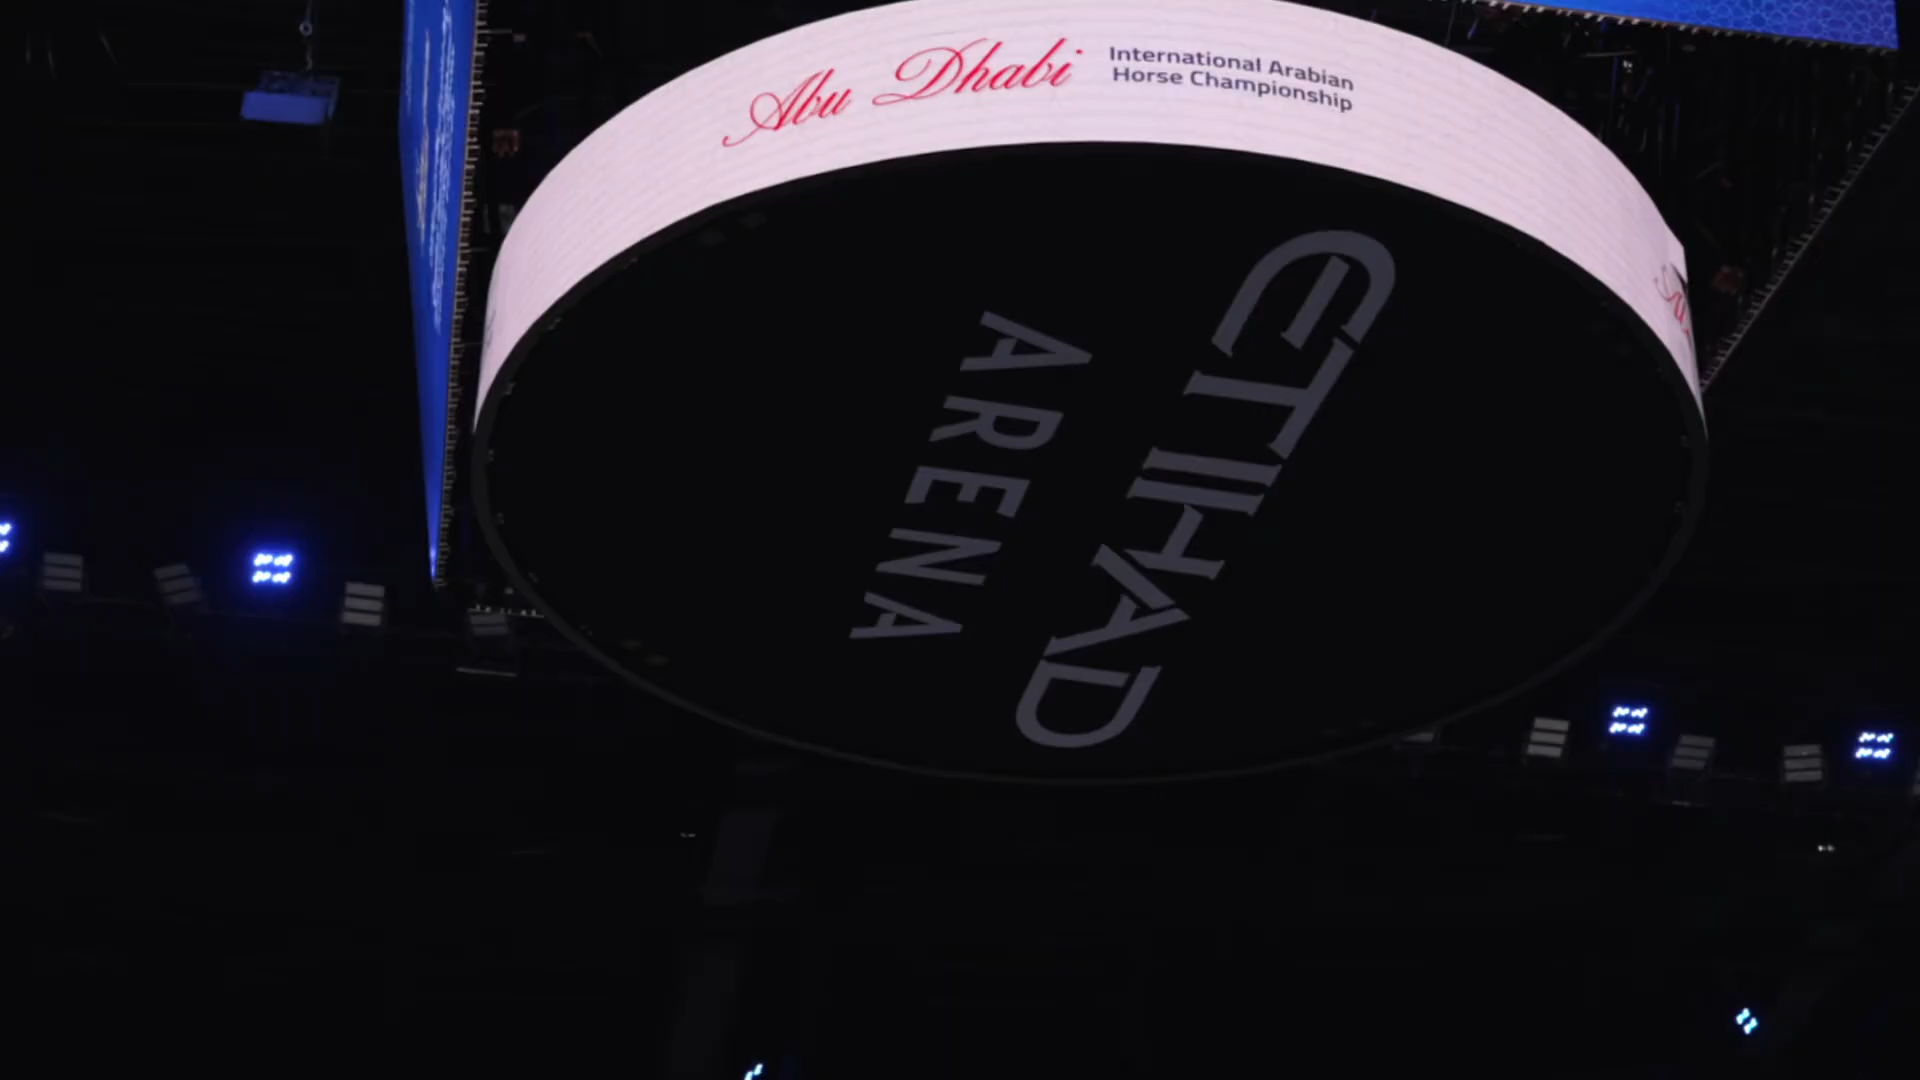 Abu Dhabi
International Arabian
Horse Championship
ETIHAD
ARENA